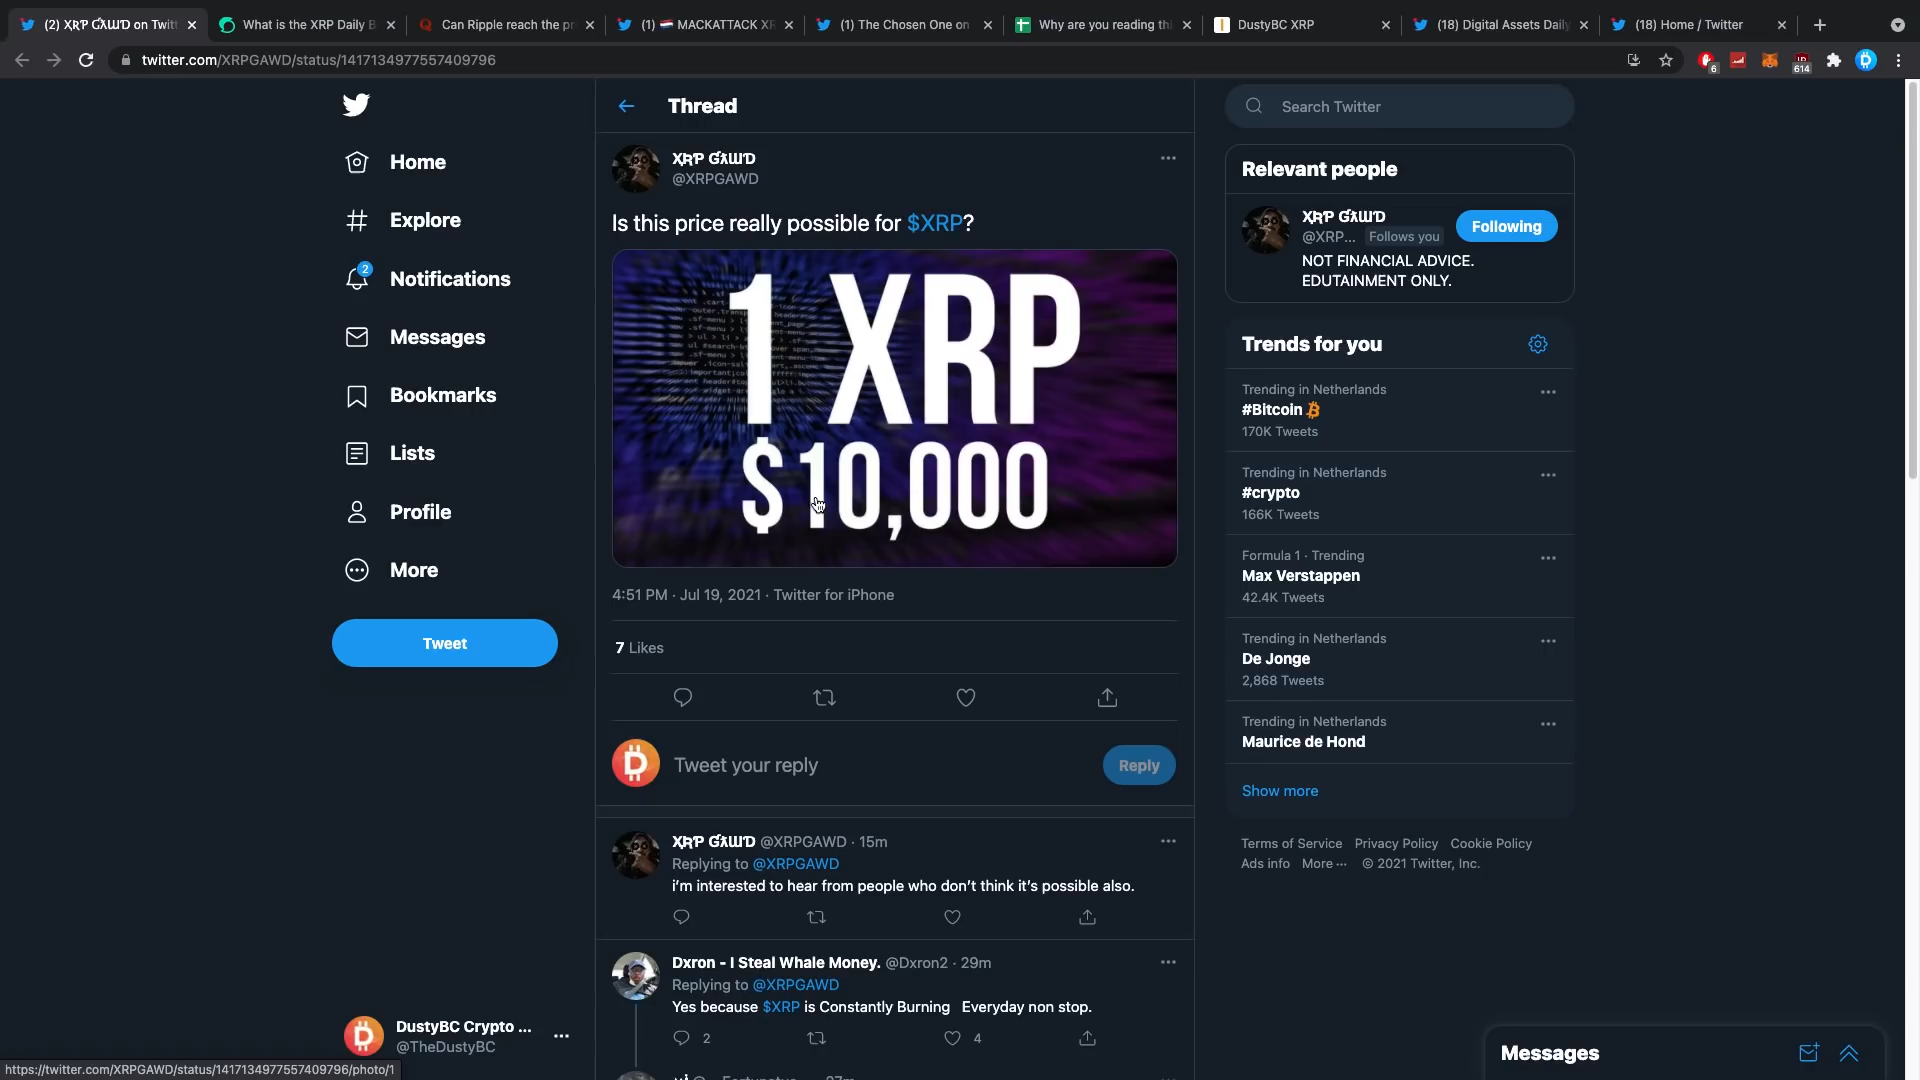 (2) XRP GAWD on Twitt
What is the XRP Daily B
Can Ripple reach the pr
(1) MACKATTACK XR
(1) The Chosen One on
Why are you reading thi
DustyBC XRP
(18) Digital Assets Daily
(18) Home / Twitter
twitter.com/XRPGAWD/status/1417134977557409796
6
614
Home
Explore
2
Notifications
Messages
Bookmarks
Lists
Profile
More
Tweet
DustyBC Crypto ...
@TheDustyBC
https://twitter.com/XRPGAWD/status/1417134977557409796/photo/1
Thread
XRP GAWD
@XRPGAWD
Is this price really possible for $XRP?
1 XRP
$10,000
4:51 PM · Jul 19, 2021 · Twitter for iPhone
7 Likes
Tweet your reply
Reply
XRP GAWD @XRPGAWD · 15m
Replying to @XRPGAWD
i'm interested to hear from people who don't think it's possible also.
Dxron - I Steal Whale Money. @Dxron2 · 29m
Replying to @XRPGAWD
Yes because $XRP is Constantly Burning Everyday non stop.
2
4
Search Twitter
Relevant people
XRP GAWD
@XRP... Follows you
Following
NOT FINANCIAL ADVICE.
EDUTAINMENT ONLY.
Trends for you
Trending in Netherlands
#Bitcoin
170K Tweets
Trending in Netherlands
#crypto
166K Tweets
Formula 1 · Trending
Max Verstappen
42.4K Tweets
Trending in Netherlands
De Jonge
2,868 Tweets
Trending in Netherlands
Maurice de Hond
Show more
Terms of Service Privacy Policy Cookie Policy
Ads info More ··· © 2021 Twitter, Inc.
Messages